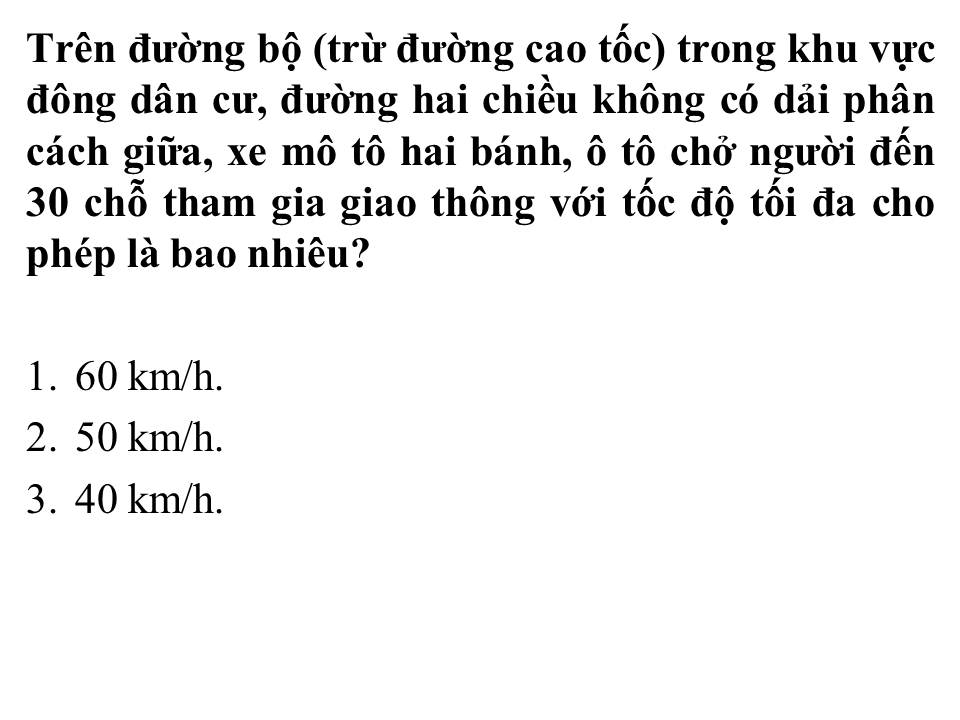 Trên đường bộ (trừ đường cao tốc) trong khu vực
đông dân cư, đường hai chiều không có dải phân
cách giữa, xe mô tô hai bánh, ô tô chở người đến
30 chỗ tham gia giao thông với tốc độ tối đa cho
phép là bao nhiêu?
1. 60 km/h.
2. 50 km/h.
3. 40 km/h.